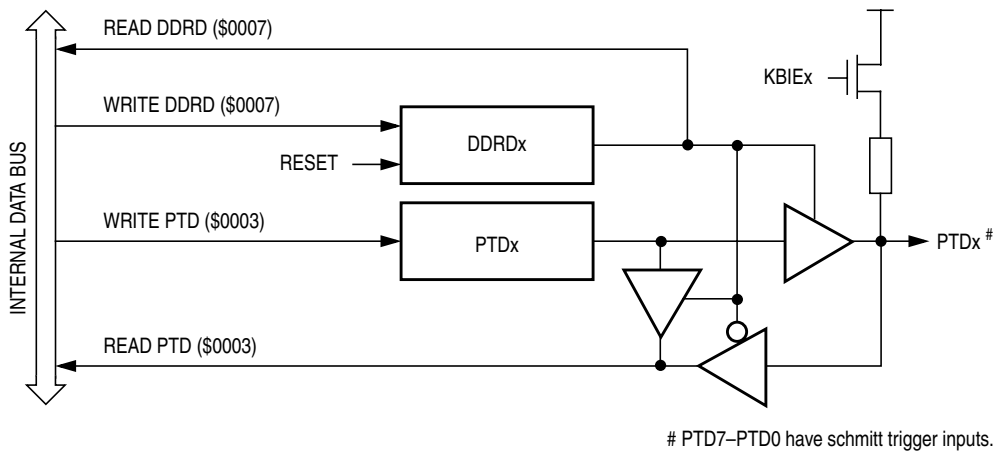 READ DDRD ($0007)
KBIEx
WRITE DDRD ($0007)
DDRDx
RESET
INTERNAL DATA BUS
WRITE PTD ($0003)
PTDx
PTDx #
READ PTD ($0003)
# PTD7–PTD0 have schmitt trigger inputs.